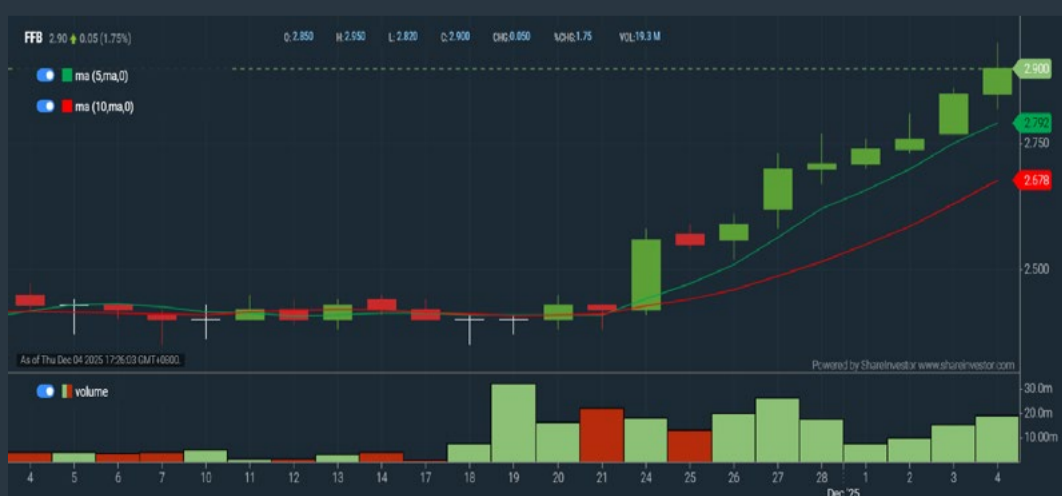 FFB 2.90 0.05 (1.75%) O: 2.850 H: 2.950 L: 2.820 C: 2.900 CHG:0.050 %CHG:1.75 VOL:19.3 M
ma (5,ma,0)
ma (10,ma,0)
2.900
2.792
2.750
2.678
2.500
As of Thu Dec 04 2025 17:26:03 GMT+0800.
Powered by ShareInvestor www.shareinvestor.com
volume
30.0m
20.0m
10.00m
4 5 6 7 10 11 12 13 14 17 18 19 20 21 24 25 26 27 28 1 2 3 4
Dec '25